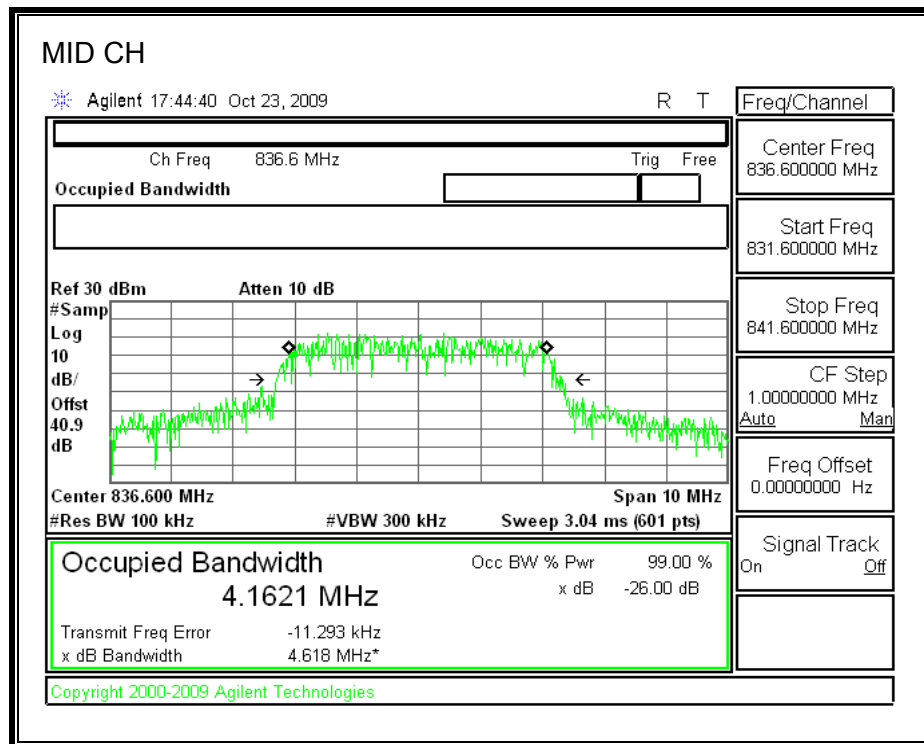 MID CH
Agilent 17:44:40 Oct 23, 2009 R T
Freq/Channel
Ch Freq 836.6 MHz Trig Free
Occupied Bandwidth
Center Freq
836.600000 MHz
Start Freq
831.600000 MHz
Stop Freq
841.600000 MHz
CF Step
1.00000000 MHz
Auto Man
Freq Offset
0.00000000 Hz
Signal Track
On Off
Ref 30 dBm Atten 10 dB
#Samp
Log
10
dB/
Offst
40.9
dB
Center 836.600 MHz Span 10 MHz
#Res BW 100 kHz #VBW 300 kHz Sweep 3.04 ms (601 pts)
Occupied Bandwidth Occ BW % Pwr 99.00 %
4.1621 MHz x dB -26.00 dB
Transmit Freq Error -11.293 kHz
x dB Bandwidth 4.618 MHz*
Copyright 2000-2009 Agilent Technologies